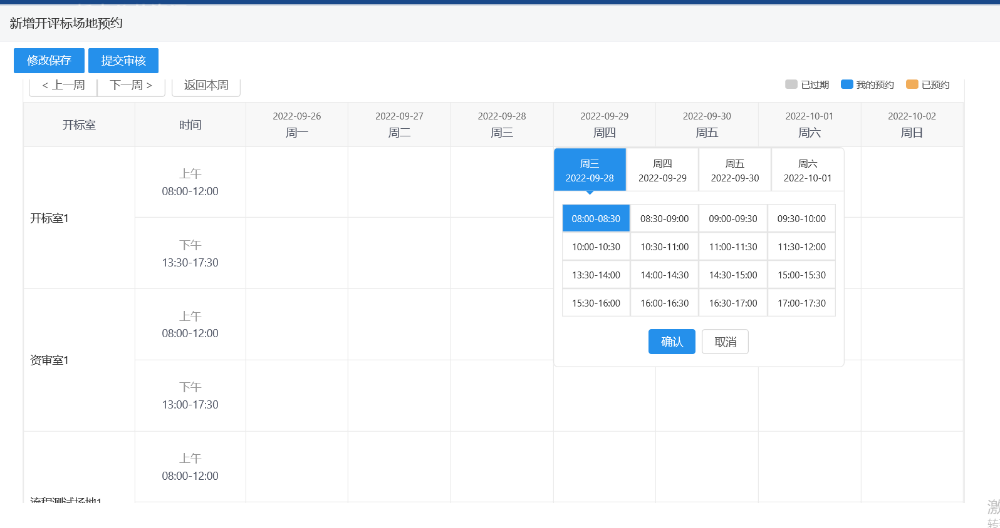 新增开评标场地预约
修改保存 提交审核
< 上一周 下一周 > 返回本周 已过期 我的预约 已预约
开标室 时间 2022-09-26 2022-09-27 2022-09-28 2022-09-29 2022-09-30 2022-10-01 2022-10-02
周一 周二 周三 周四 周五 周六 周日
开标室1
上午
08:00-12:00
下午
13:30-17:30
周三 周四 周五 周六
2022-09-28 2022-09-29 2022-09-30 2022-10-01
08:00-08:30 08:30-09:00 09:00-09:30 09:30-10:00
10:00-10:30 10:30-11:00 11:00-11:30 11:30-12:00
13:30-14:00 14:00-14:30 14:30-15:00 15:00-15:30
15:30-16:00 16:00-16:30 16:30-17:00 17:00-17:30
确认 取消
资审室1
上午
08:00-12:00
下午
13:00-17:30
上午
08:00-12:00
流程测试场地1
激
转